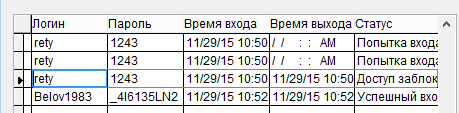 Логин Пароль Время входа Время выхода Статус
rety 1243 11/29/15 10:50 / / : : AM Попытка входа
rety 1243 11/29/15 10:50 / / : : AM Попытка входа
rety 1243 11/29/15 10:50 11/29/15 10:50 Доступ заблок
Belov1983 _4I6135LN2 11/29/15 10:52 11/29/15 10:52 Успешный вхо